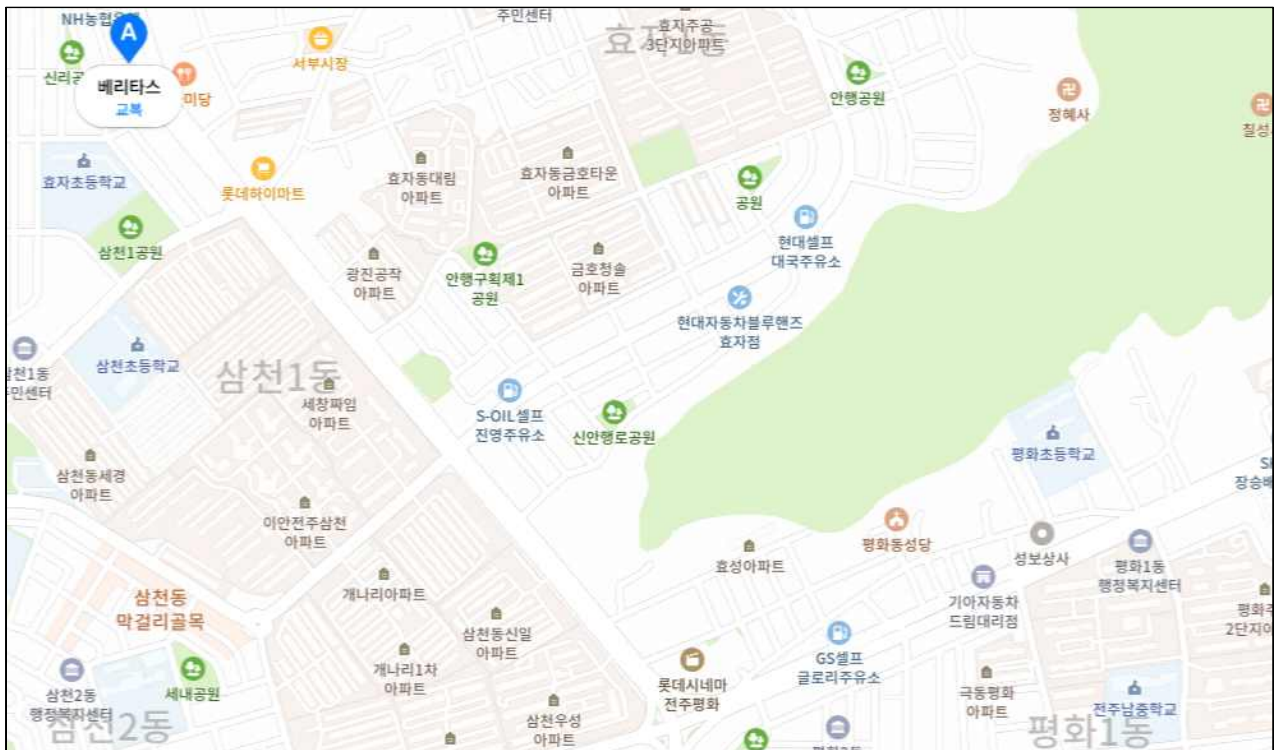 NH농협
주민센터
효자주공
3단지아파트
A
서부시장
신리공
베리타스
교복
미당
안행공원
정혜사
칠성
효자초등학교
롯데하이마트
효자동대림
아파트
효자동금호타운
아파트
공원
삼천1공원
현대셀프
대국주유소
광진공작
아파트
안행구획제1
공원
금호청솔
아파트
현대자동차블루핸즈
효자점
삼천초등학교
삼천1동
세창짜임
아파트
S-OIL셀프
진영주유소
신안행로공원
평화초등학교
삼천동세경
아파트
이안전주삼천
아파트
평화동성당
성보상사
효성아파트
평화1동
행정복지센터
개나리아파트
기아자동차
드림대리점
삼천동
막걸리골목
삼천동신일
아파트
GS셀프
글로리주유소
개나리1차
아파트
롯데시네마
전주평화
극동평화
아파트
삼천2동
행정복지센터
세내공원
삼천우성
아파트
전주남중학교
삼천2동
평화1동